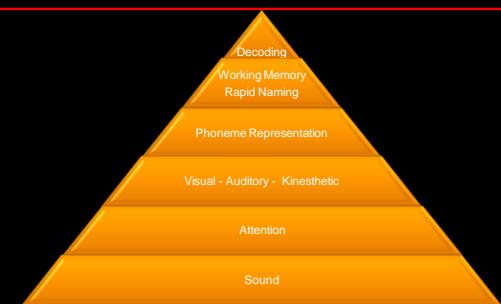 Decoding
Working Memory
Rapid Naming
Phoneme Representation
Visual - Auditory - Kinesthetic
Attention
Sound